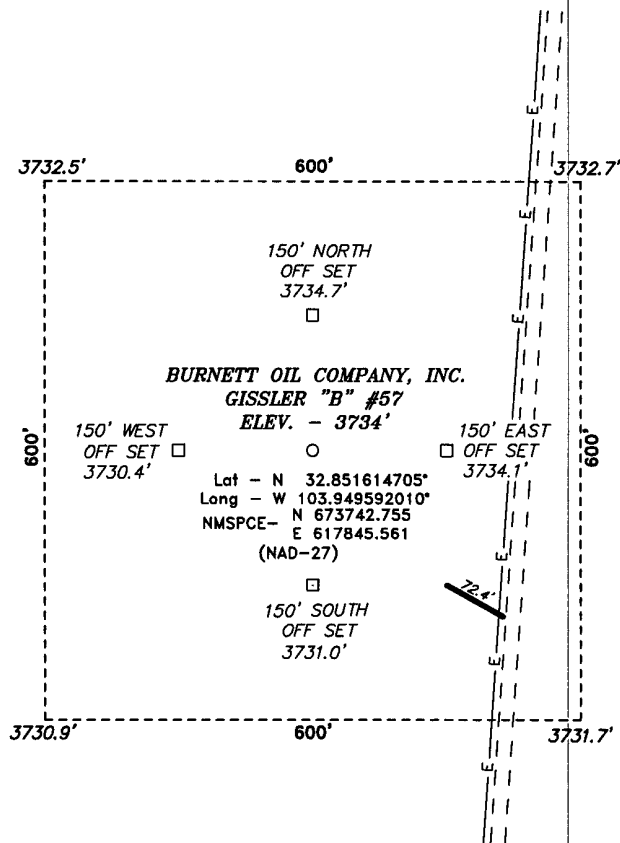 E
3732.5' 600' 3732.7'
E
150' NORTH
OFF SET
3734.7'
E
BURNETT OIL COMPANY, INC.
GISSLER "B" #57
ELEV. - 3734'
600'
150' WEST
OFF SET
3730.4'
150' EAST
OFF SET
3734.1'
600'
Lat - N 32.851614705°
Long - W 103.949592010°
NMSPCE- N 673742.755
E 617845.561
(NAD-27)
E
72.4'
150' SOUTH
OFF SET
3731.0'
E
3730.9' 600' 3731.7'
E